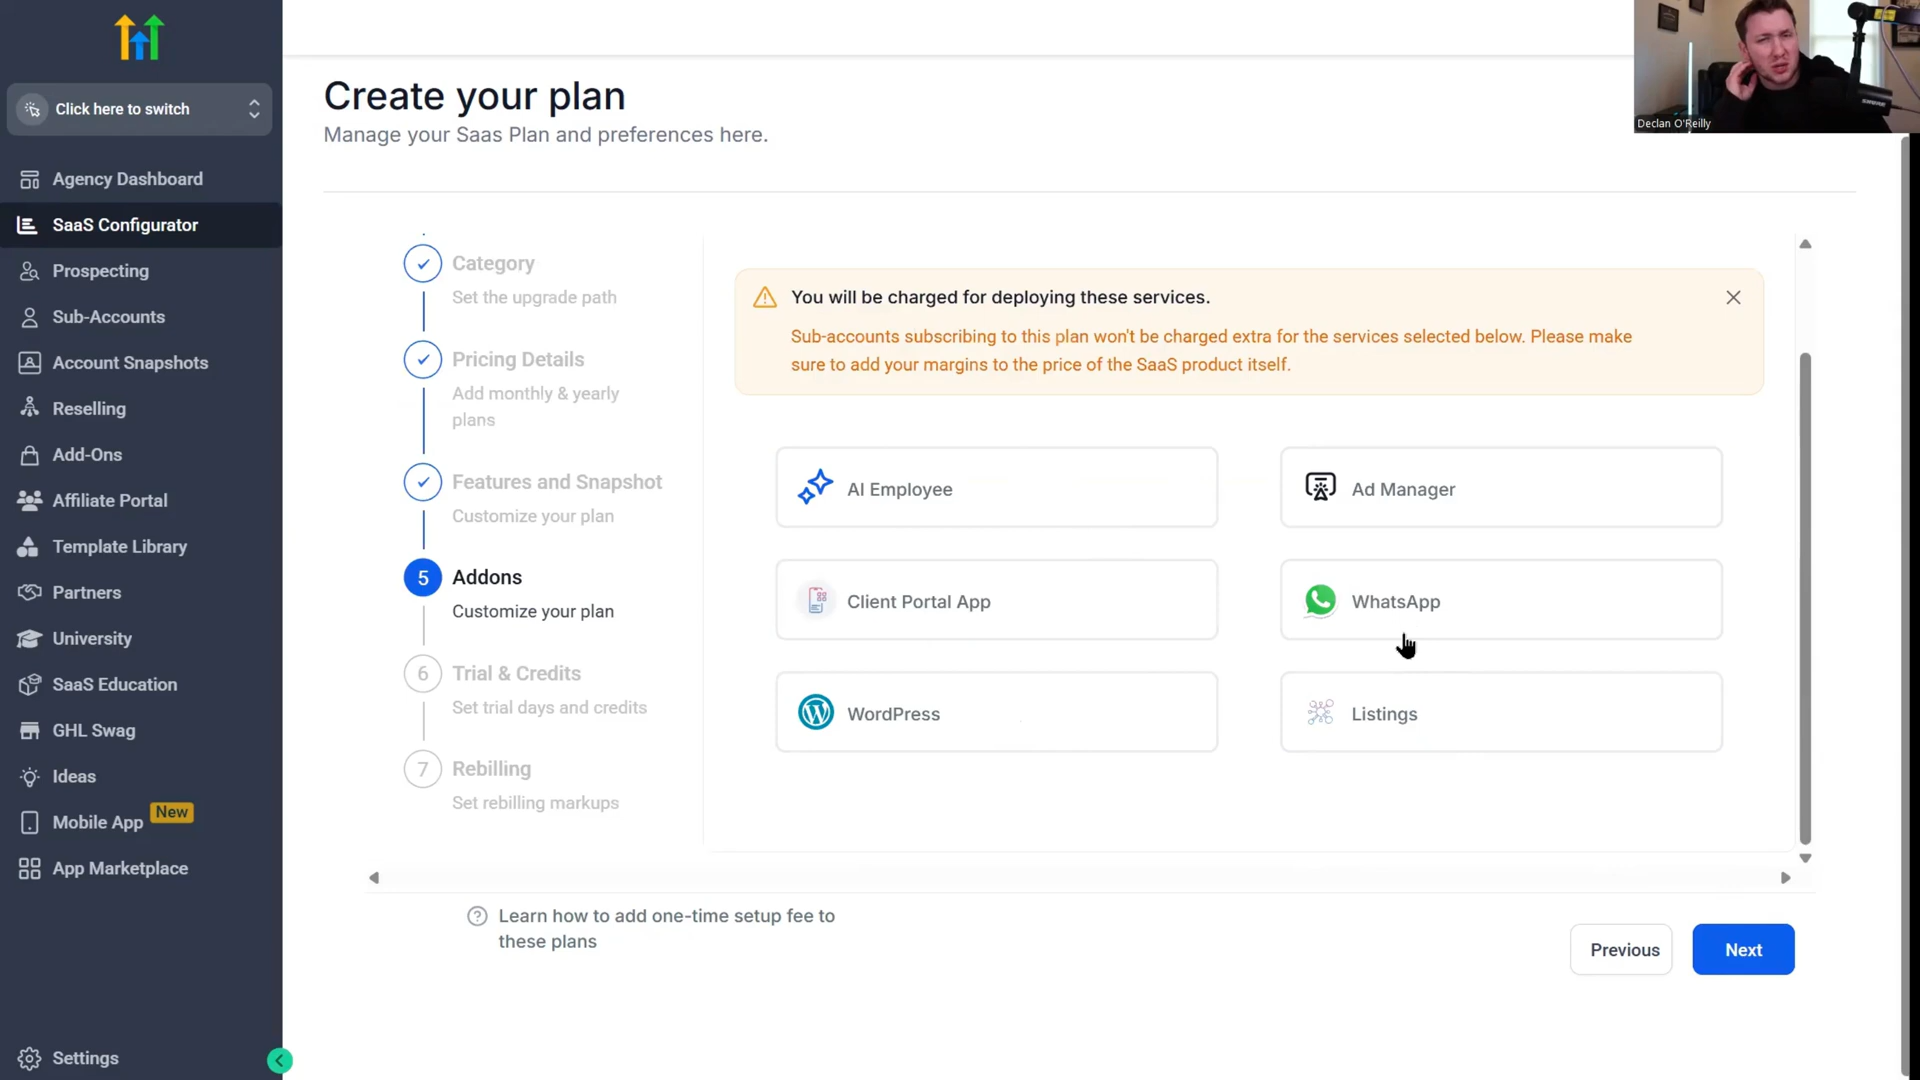 Click here to switch
Agency Dashboard
SaaS Configurator
Prospecting
Sub-Accounts
Account Snapshots
Reselling
Add-Ons
Affiliate Portal
Template Library
Partners
University
SaaS Education
GHL Swag
Ideas
Mobile App New
App Marketplace
Settings
Create your plan
Manage your Saas Plan and preferences here.
Category
Set the upgrade path
Pricing Details
Add monthly & yearly
plans
Features and Snapshot
Customize your plan
5 Addons
Customize your plan
6 Trial & Credits
Set trial days and credits
7 Rebilling
Set rebilling markups
You will be charged for deploying these services.
Sub-accounts subscribing to this plan won't be charged extra for the services selected below. Please make
sure to add your margins to the price of the SaaS product itself.
AI Employee
Ad Manager
Client Portal App
WhatsApp
WordPress
Listings
Learn how to add one-time setup fee to
these plans
Previous
Next
Declan O'Reilly
SHURE